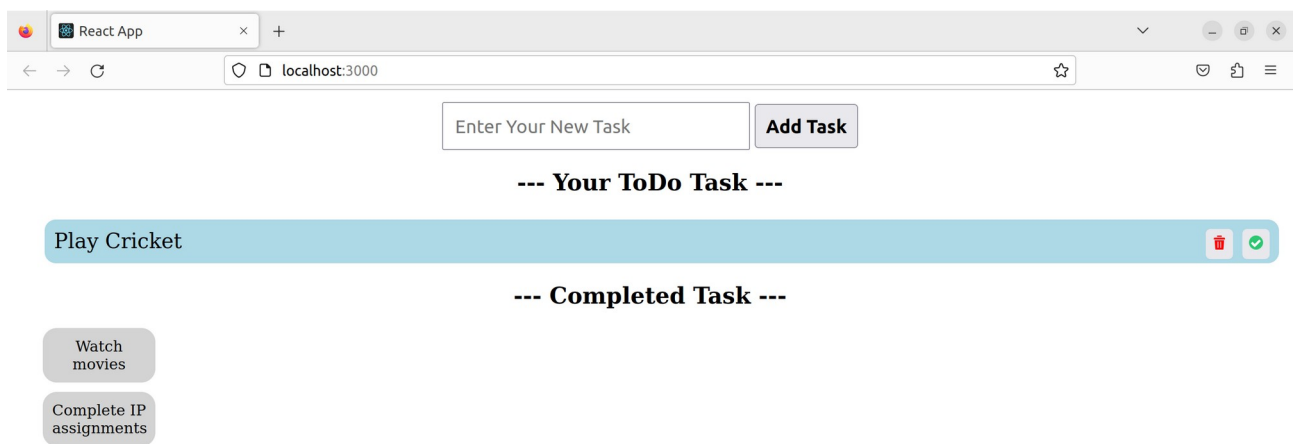 React App
localhost:3000
Enter Your New Task
Add Task
--- Your ToDo Task ---
Play Cricket
--- Completed Task ---
Watch
movies
Complete IP
assignments